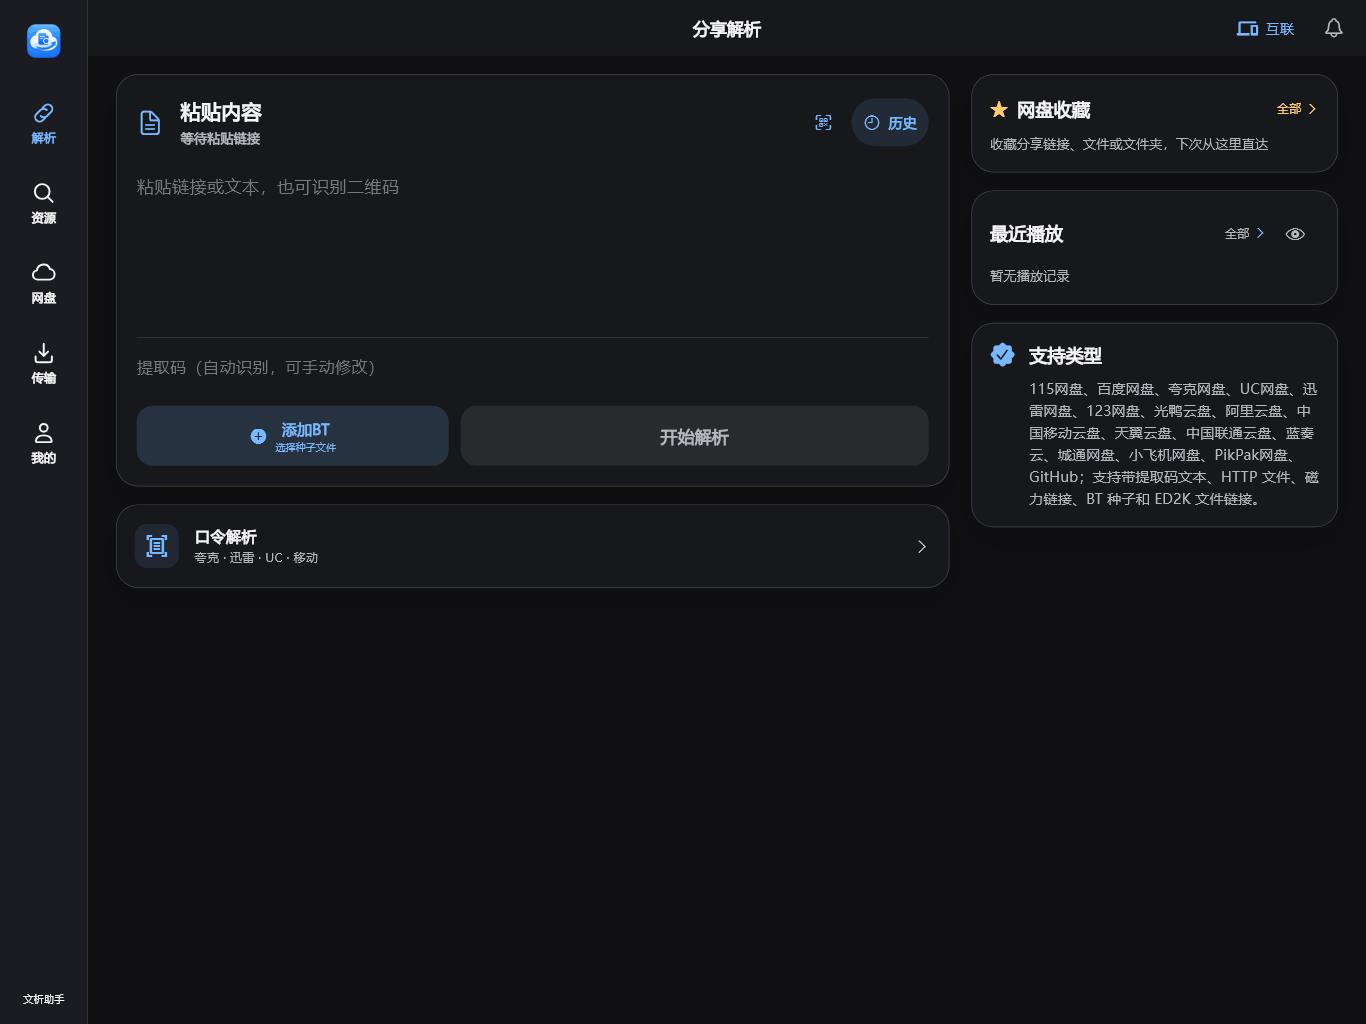 分享解析
互联
解析
资源
网盘
传输
我的
文析助手
粘贴内容
等待粘贴链接
历史
粘贴链接或文本，也可识别二维码
提取码（自动识别，可手动修改）
添加BT
选择种子文件
开始解析
口令解析
夸克 · 迅雷 · UC · 移动
网盘收藏
全部
收藏分享链接、文件或文件夹，下次从这里直达
最近播放
全部
暂无播放记录
支持类型
115网盘、百度网盘、夸克网盘、UC网盘、迅
雷网盘、123网盘、光鸭云盘、阿里云盘、中
国移动云盘、天翼云盘、中国联通云盘、蓝奏
云、城通网盘、小飞机网盘、PikPak网盘、
GitHub；支持带提取码文本、HTTP 文件、磁
力链接、BT 种子和 ED2K 文件链接。